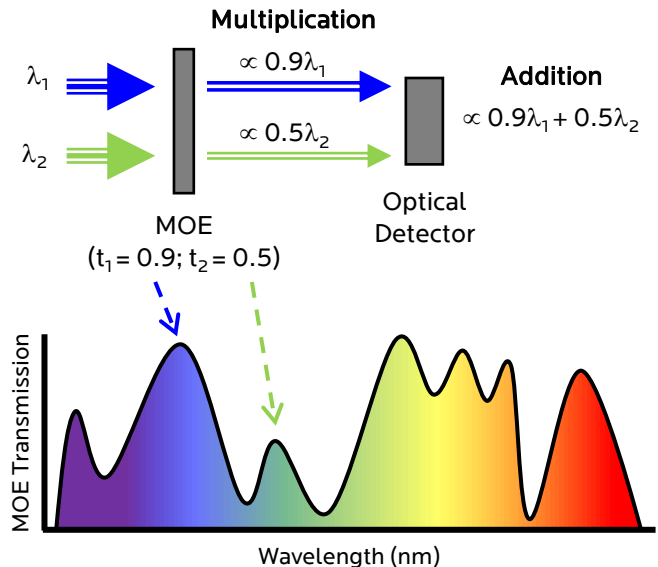 Multiplication
λ₁
∝ 0.9λ₁
Addition
∝ 0.9λ₁ + 0.5λ₂
λ₂
∝ 0.5λ₂
Optical
Detector
MOE
(t₁ = 0.9; t₂ = 0.5)
MOE Transmission
Wavelength (nm)